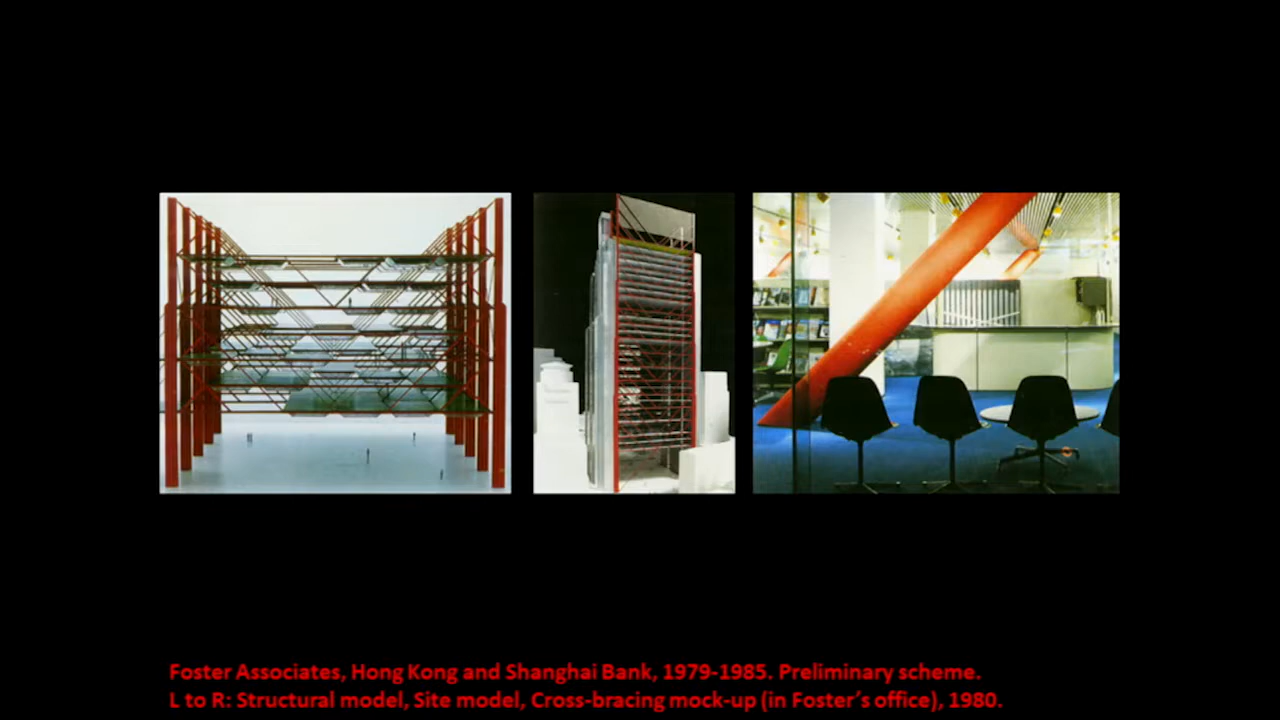 Foster Associates, Hong Kong and Shanghai Bank, 1979-1985. Preliminary scheme.
L to R: Structural model, Site model, Cross-bracing mock-up (in Foster's office), 1980.